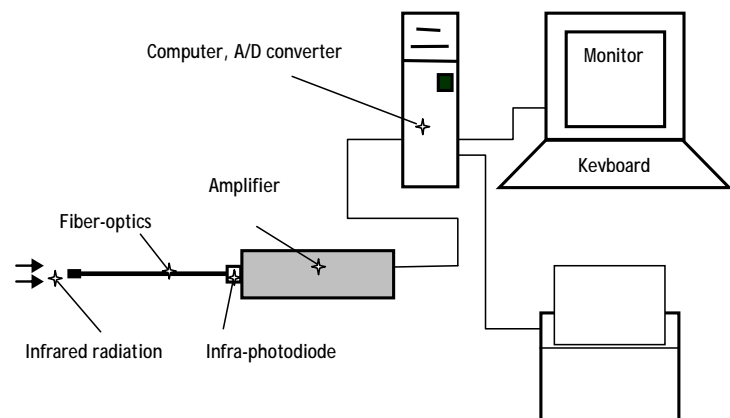 Computer, A/D converter
Monitor
Kevboard
Amplifier
Fiber-optics
Infrared radiation
Infra-photodiode